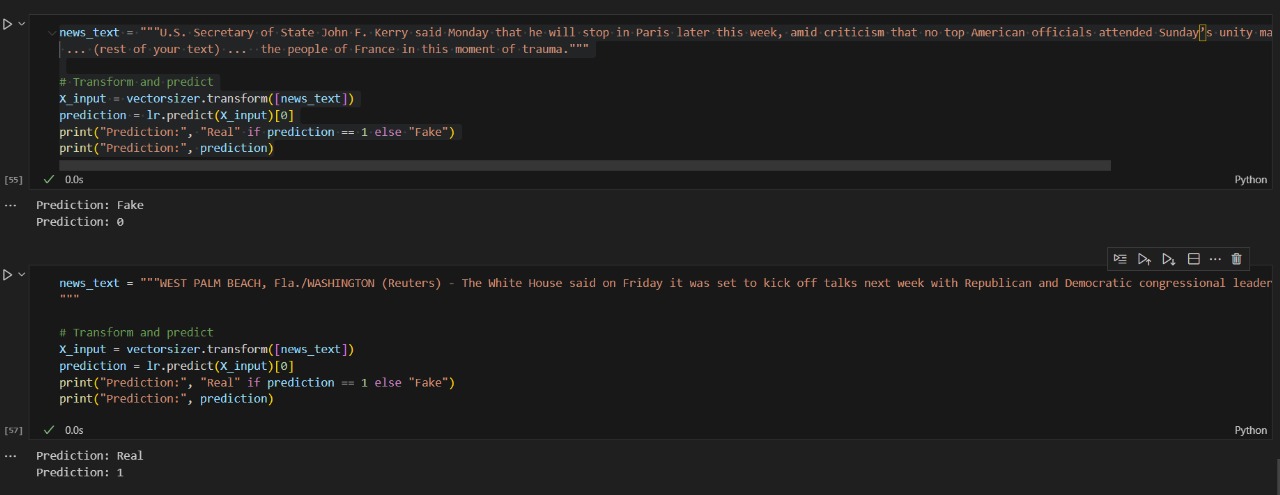 news_text = """U.S. Secretary of State John F. Kerry said Monday that he will stop in Paris later this week, amid criticism that no top American officials attended Sunday’s unity ma
... (rest of your text) ... the people of France in this moment of trauma."""
# Transform and predict
X_input = vectorsizer.transform([news_text])
prediction = lr.predict(X_input)[0]
print("Prediction:", "Real" if prediction == 1 else "Fake")
print("Prediction:", prediction)
[55] 0.0s Python
... Prediction: Fake
Prediction: 0
news_text = """WEST PALM BEACH, Fla./WASHINGTON (Reuters) - The White House said on Friday it was set to kick off talks next week with Republican and Democratic congressional leader
"""
# Transform and predict
X_input = vectorsizer.transform([news_text])
prediction = lr.predict(X_input)[0]
print("Prediction:", "Real" if prediction == 1 else "Fake")
print("Prediction:", prediction)
[57] 0.0s Python
... Prediction: Real
Prediction: 1